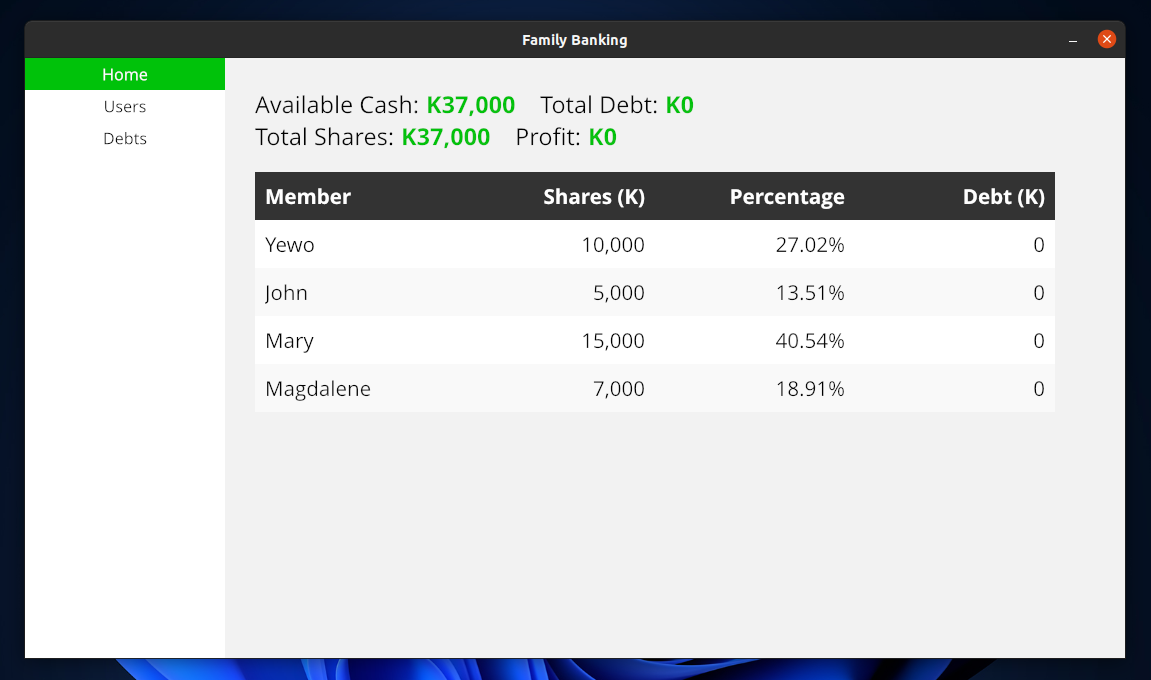 Family Banking
Home
Users
Debts
Available Cash: K37,000 Total Debt: K0
Total Shares: K37,000 Profit: K0
Member Shares (K) Percentage Debt (K)
Yewo 10,000 27.02% 0
John 5,000 13.51% 0
Mary 15,000 40.54% 0
Magdalene 7,000 18.91% 0